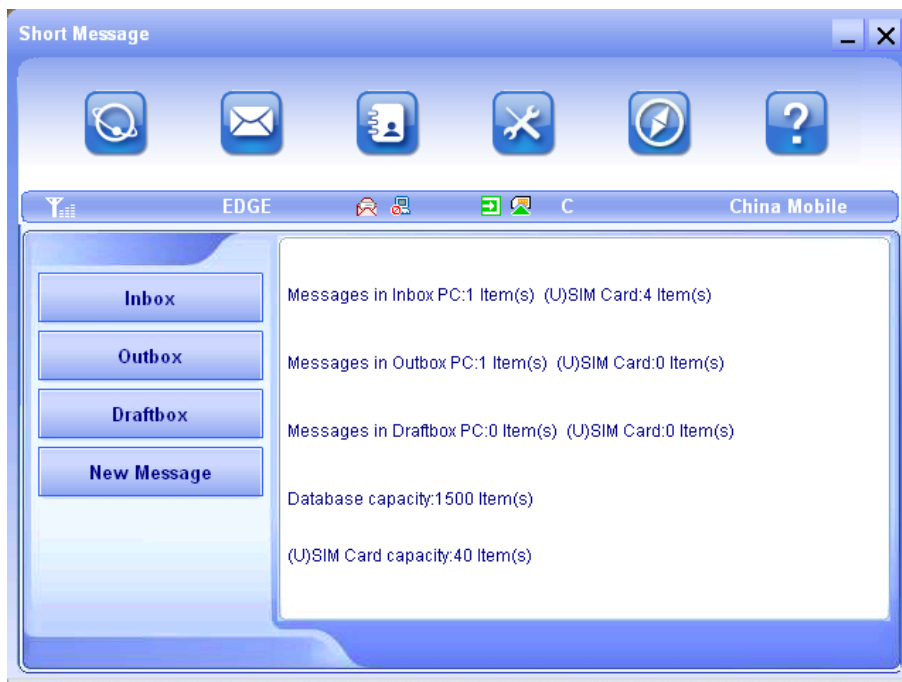 Short Message
EDGE C China Mobile
Inbox
Outbox
Draftbox
New Message
Messages in Inbox PC:1 Item(s) (U)SIM Card:4 Item(s)
Messages in Outbox PC:1 Item(s) (U)SIM Card:0 Item(s)
Messages in Draftbox PC:0 Item(s) (U)SIM Card:0 Item(s)
Database capacity:1500 Item(s)
(U)SIM Card capacity:40 Item(s)